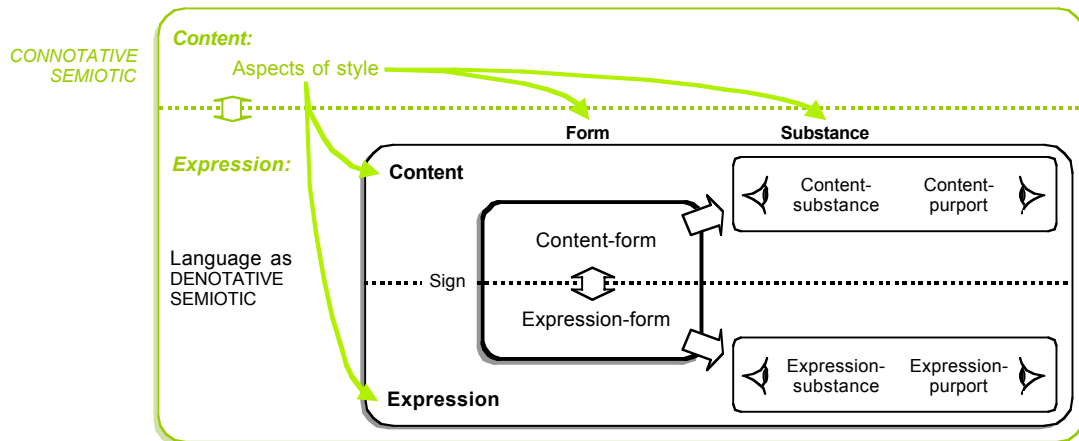 Content:
CONNOTATIVE
SEMIOTIC
Aspects of style
Form
Substance
Expression:
Content
Content-
substance
Content-
purport
Content-form
Language as
DENOTATIVE
SEMIOTIC
Sign
Expression-form
Expression-
substance
Expression-
purport
Expression